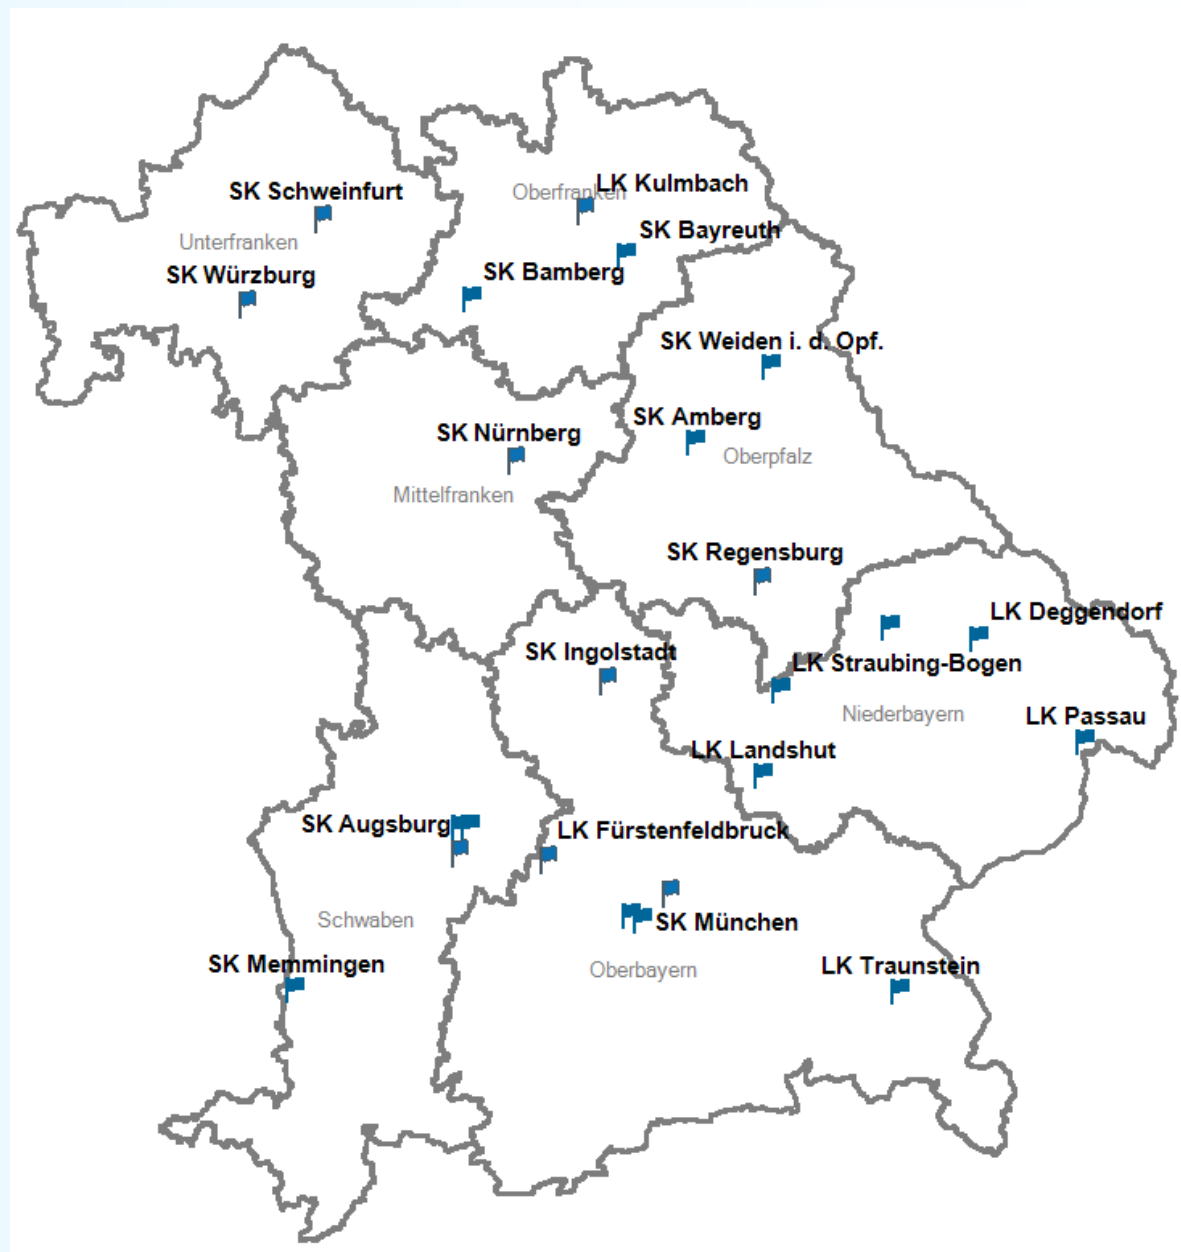 LK Kulmbach
Oberfranken
SK Schweinfurt
SK Bayreuth
Unterfranken
SK Würzburg
SK Bamberg
SK Weiden i. d. Opf.
SK Amberg
SK Nürnberg
Oberpfalz
Mittelfranken
SK Regensburg
LK Deggendorf
SK Ingolstadt
LK Straubing-Bogen
Niederbayern
LK Passau
LK Landshut
SK Augsburg
LK Fürstenfeldbruck
Schwaben
SK München
SK Memmingen
Oberbayern
LK Traunstein